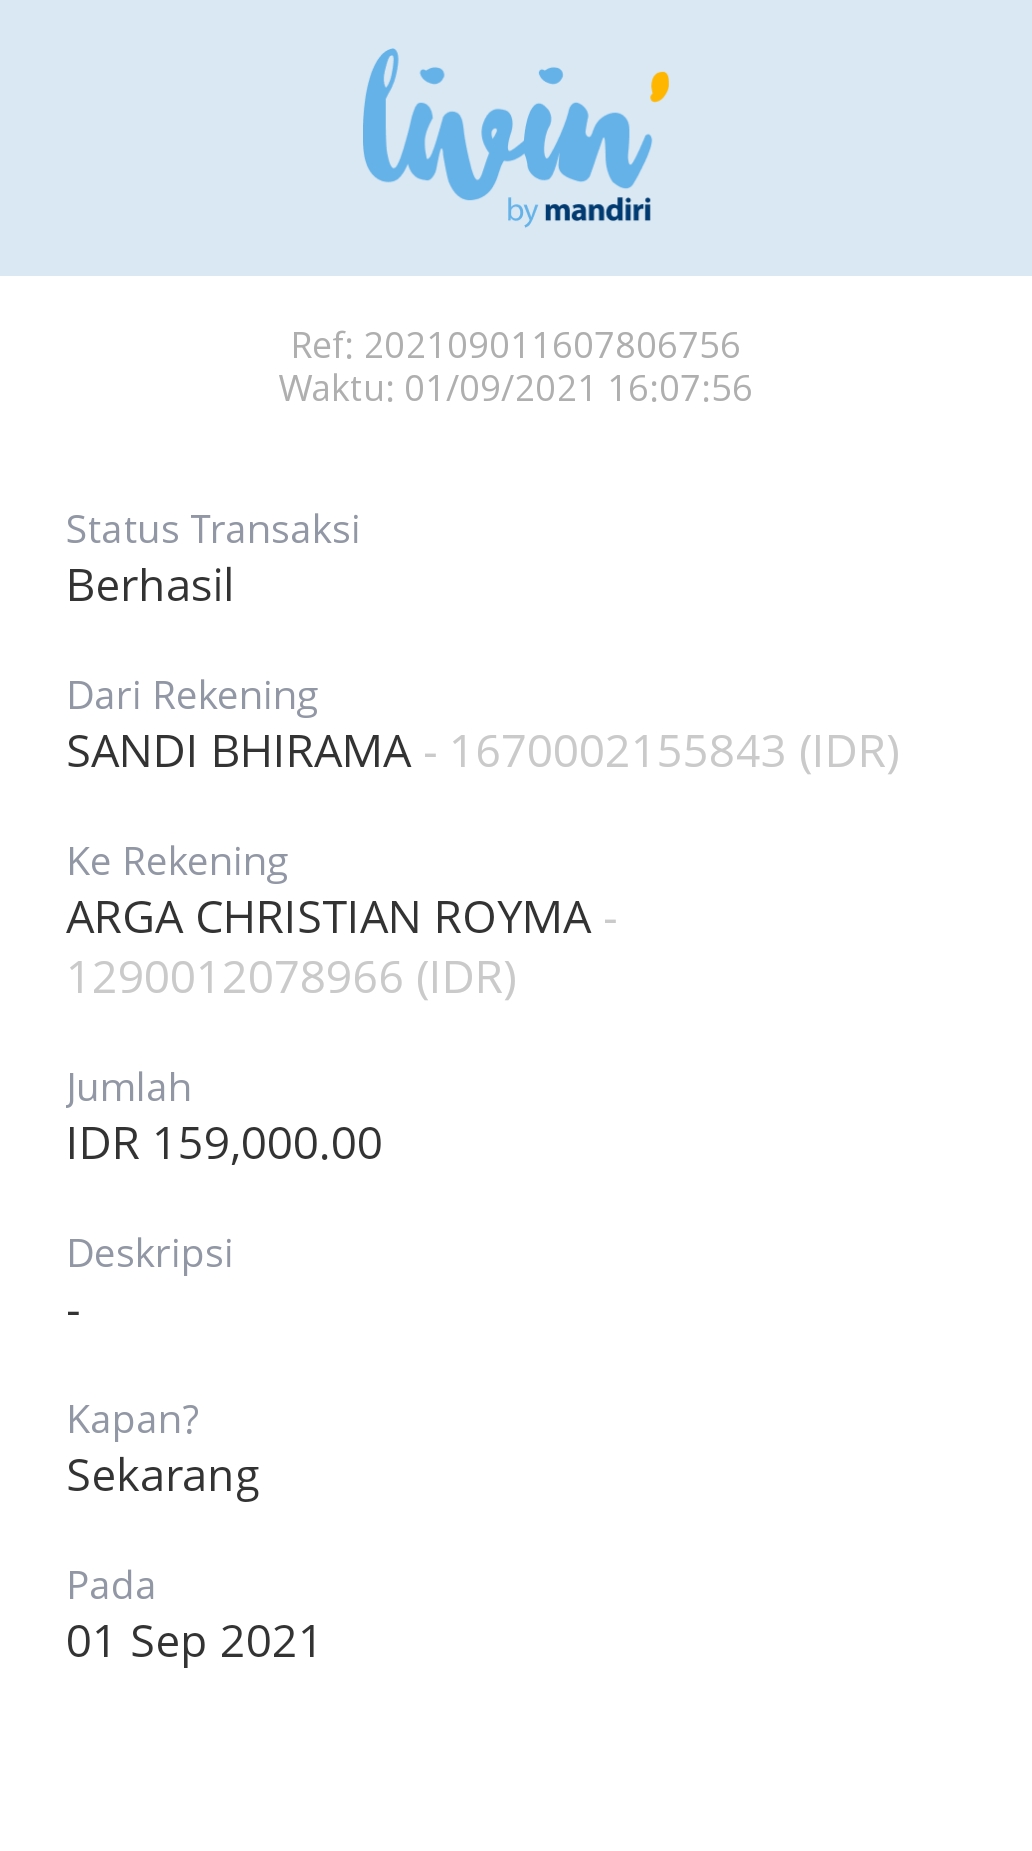 livin'
by mandiri
Ref: 202109011607806756
Waktu: 01/09/2021 16:07:56
Status Transaksi
Berhasil
Dari Rekening
SANDI BHIRAMA - 1670002155843 (IDR)
Ke Rekening
ARGA CHRISTIAN ROYMA -
1290012078966 (IDR)
Jumlah
IDR 159,000.00
Deskripsi
-
Kapan?
Sekarang
Pada
01 Sep 2021